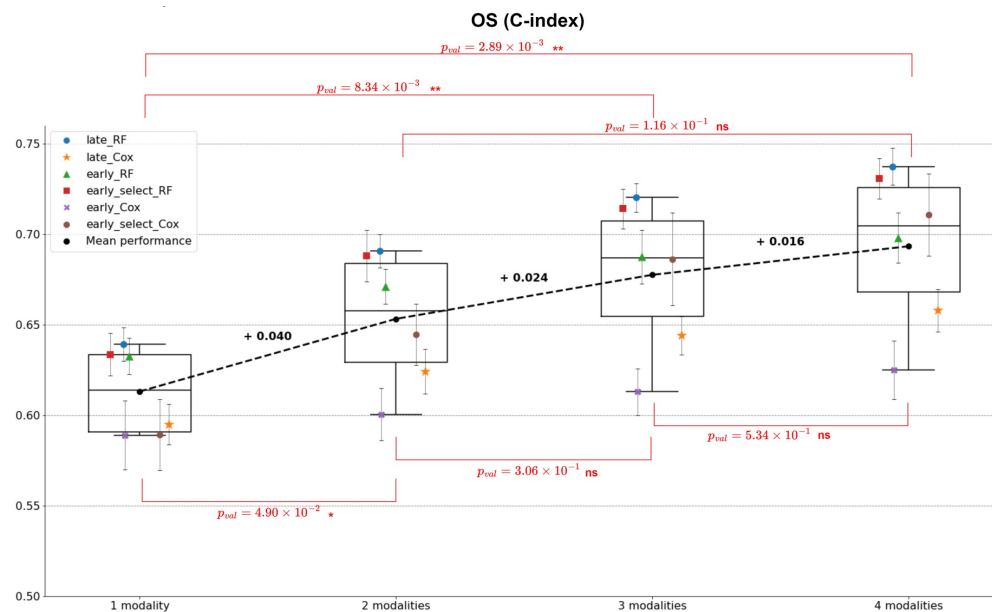 OS (C-index)
p_val = 2.89 × 10⁻³ **
p_val = 8.34 × 10⁻³ **
p_val = 1.16 × 10⁻¹ ns
0.75
late_RF
late_Cox
early_RF
early_select_RF
early_Cox
early_select_Cox
Mean performance
0.70
+ 0.016
+ 0.024
0.65
+ 0.040
0.60
p_val = 5.34 × 10⁻¹ ns
p_val = 3.06 × 10⁻¹ ns
0.55
p_val = 4.90 × 10⁻² *
0.50
1 modality 2 modalities 3 modalities 4 modalities